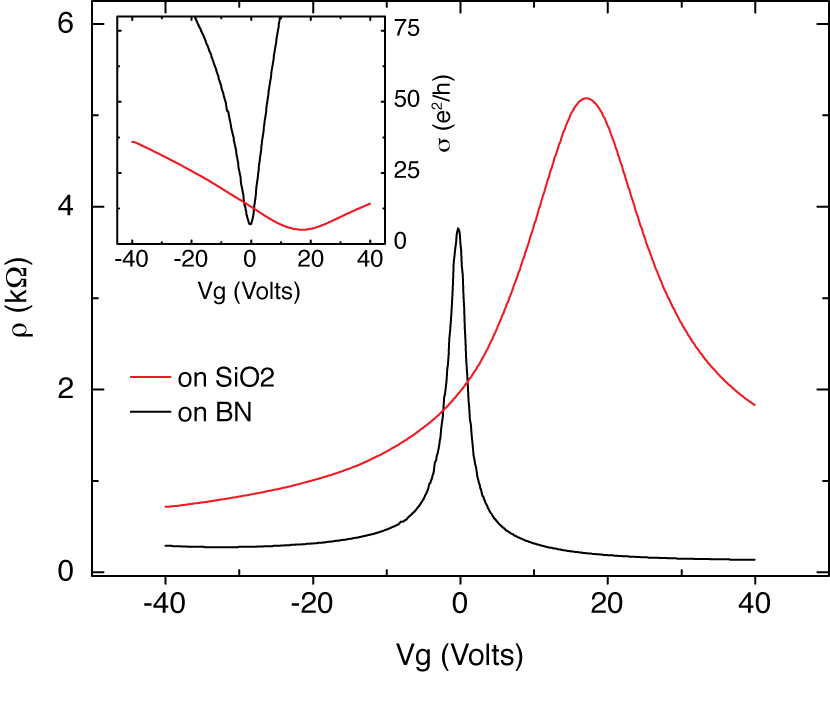 75
50
25
0
σ (e²/h)
-40 -20 0 20 40
Vg (Volts)
6
4
2
0
ρ (kΩ)
on SiO2
on BN
-40 -20 0 20 40
Vg (Volts)